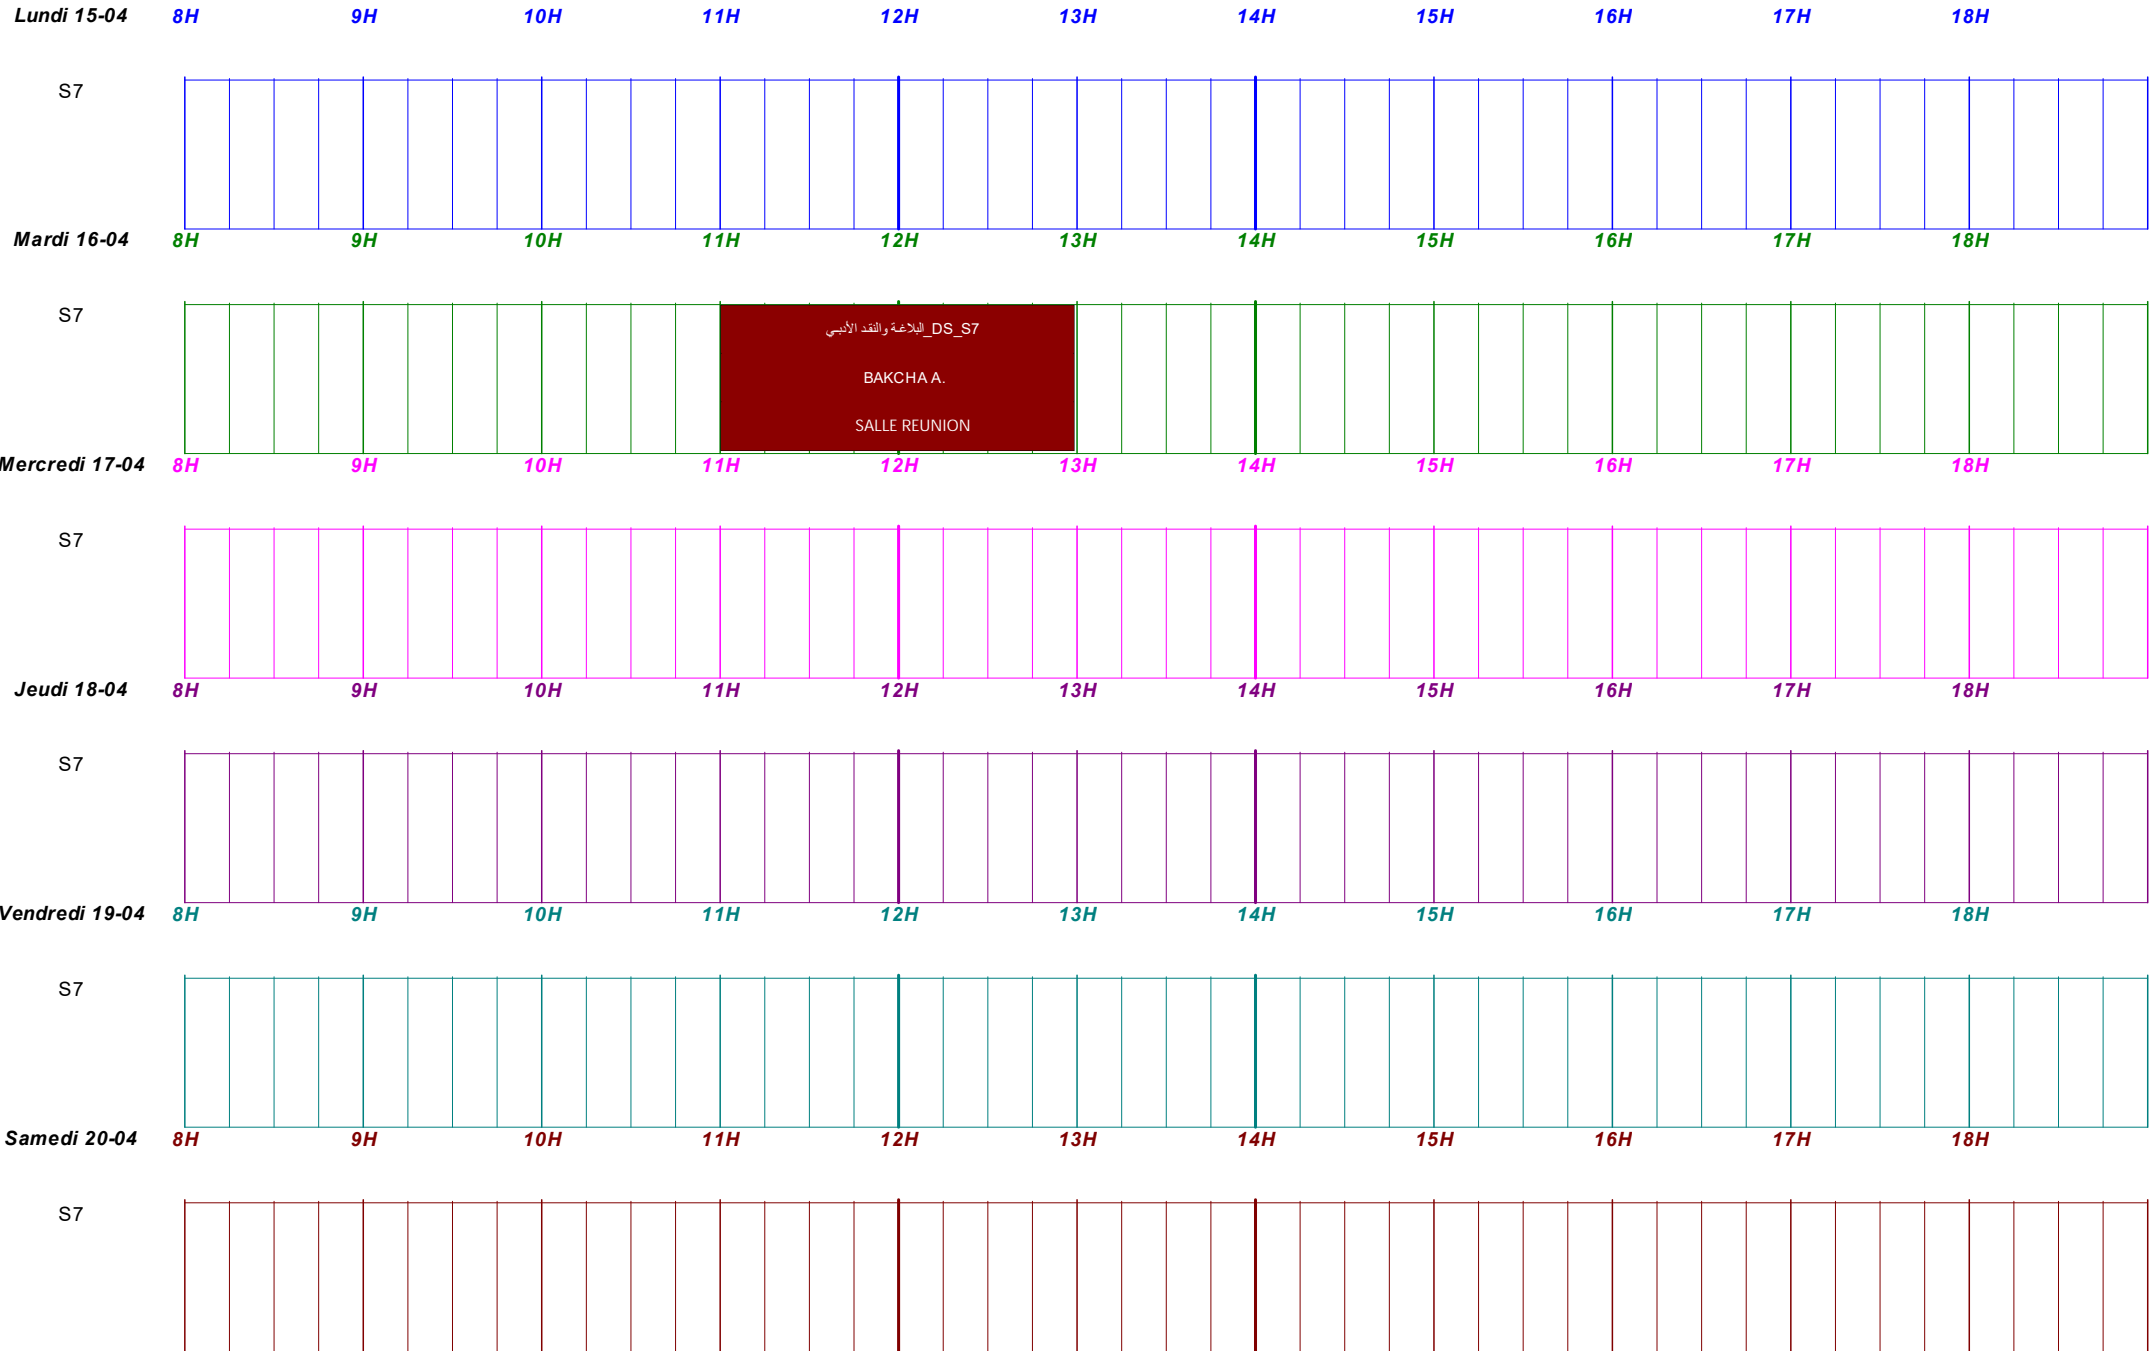 Lundi 15-04 8H 9H 10H 11H 12H 13H 14H 15H 16H 17H 18H
S7
Mardi 16-04 8H 9H 10H 11H 12H 13H 14H 15H 16H 17H 18H
S7
البلاغة والنقد الأدبي_DS_S7
BAKCHA A.
SALLE REUNION
Mercredi 17-04 8H 9H 10H 11H 12H 13H 14H 15H 16H 17H 18H
S7
Jeudi 18-04 8H 9H 10H 11H 12H 13H 14H 15H 16H 17H 18H
S7
Vendredi 19-04 8H 9H 10H 11H 12H 13H 14H 15H 16H 17H 18H
S7
Samedi 20-04 8H 9H 10H 11H 12H 13H 14H 15H 16H 17H 18H
S7